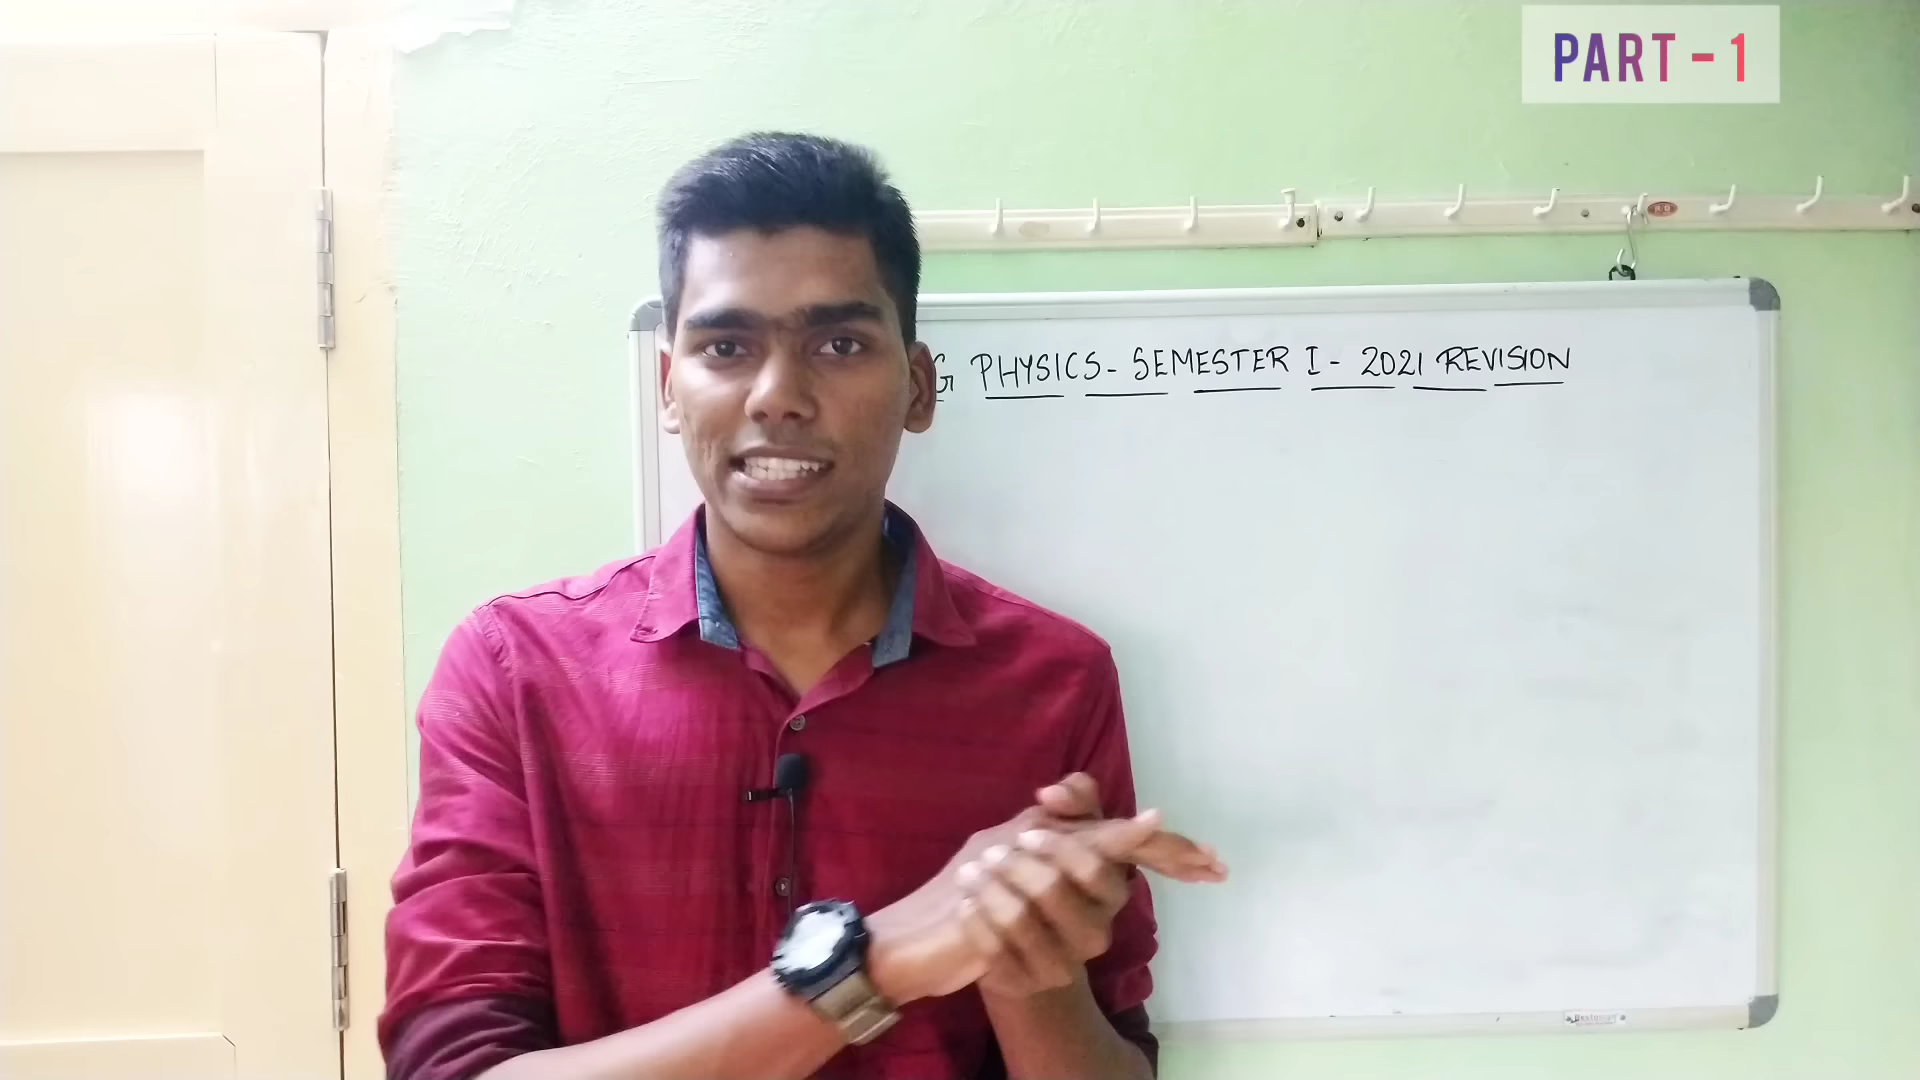 PART - 1
G PHYSICS - SEMESTER I - 2021 REVISION